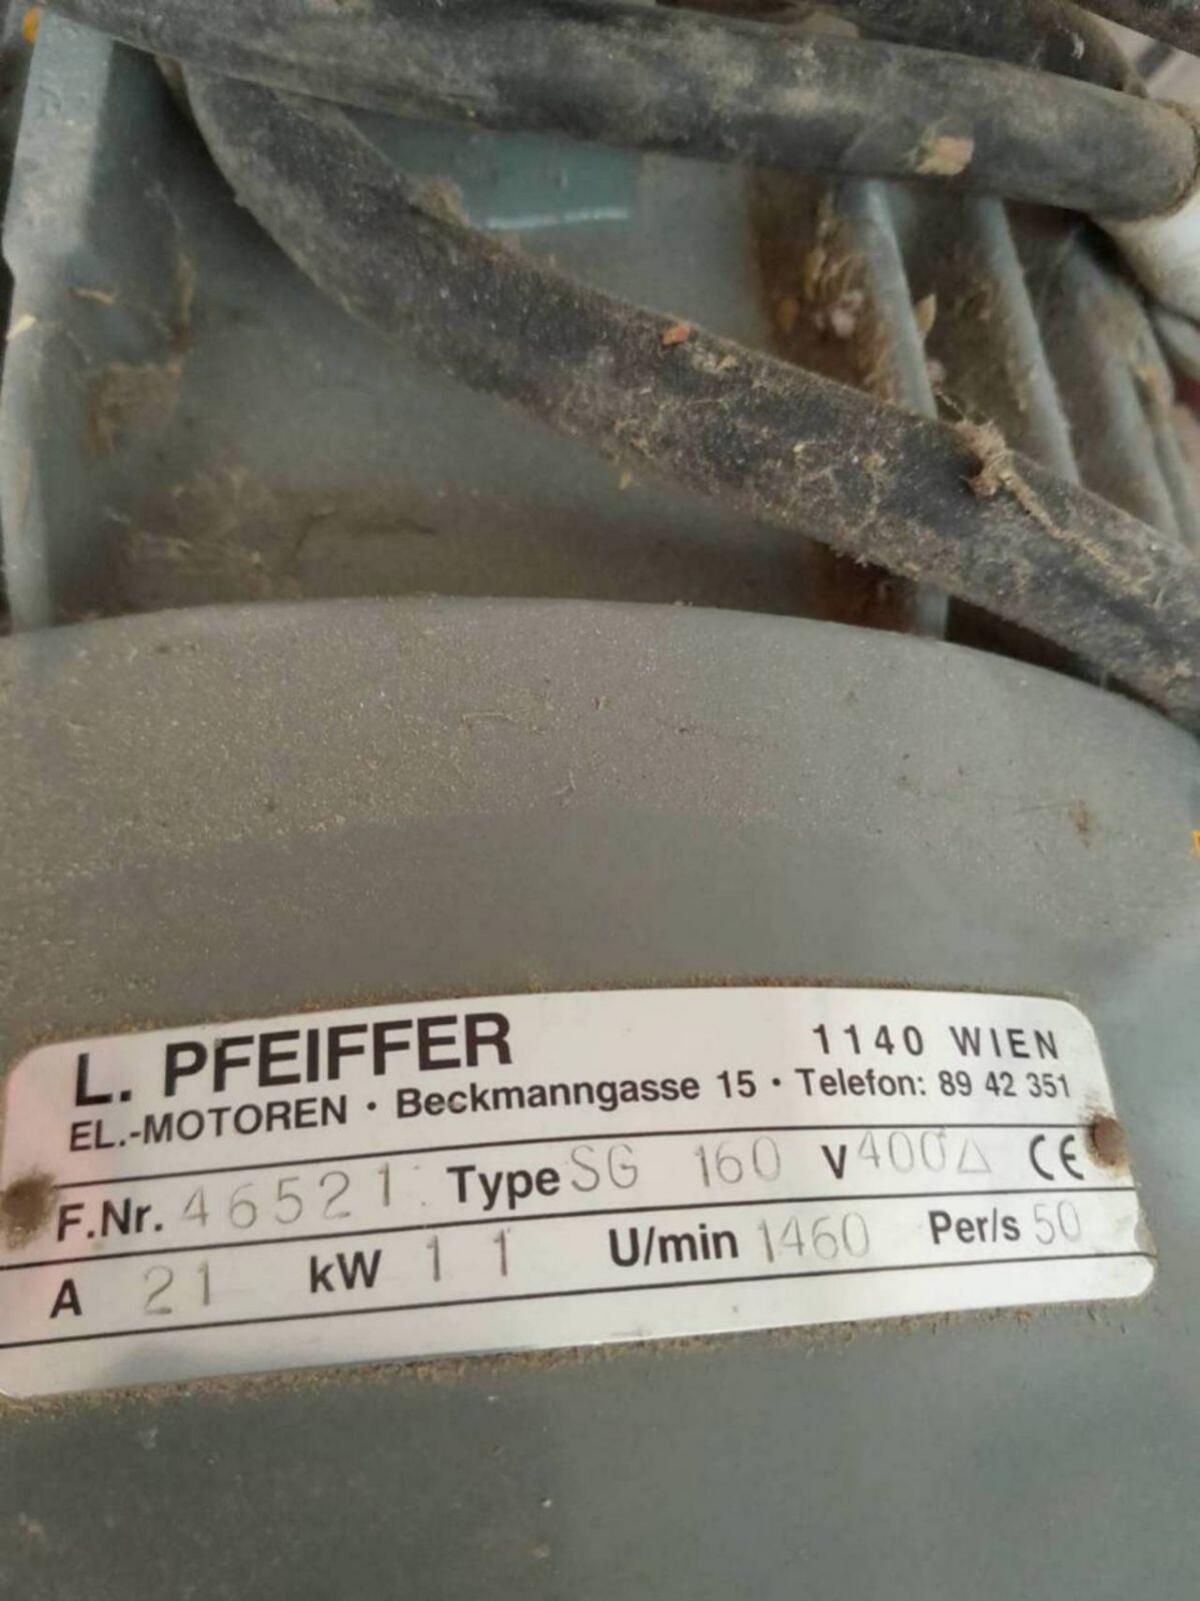 L. PFEIFFER 1140 WIEN
EL.-MOTOREN · Beckmanngasse 15 · Telefon: 89 42 351
F.Nr. 46521 Type SG 160 V 400△ CE
A 21 kW 11 U/min 1460 Per/s 50